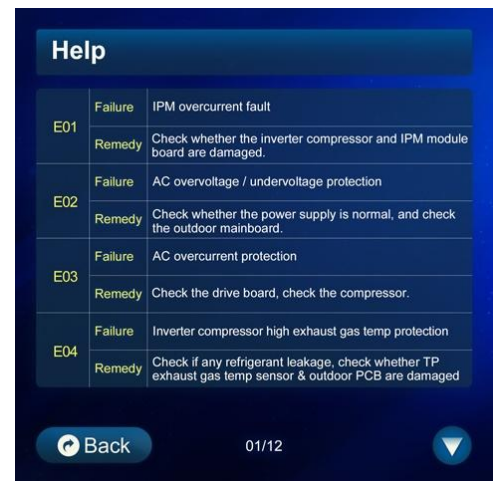 Help
E01
Failure IPM overcurrent fault
Remedy Check whether the inverter compressor and IPM module
board are damaged.
E02
Failure AC overvoltage / undervoltage protection
Remedy Check whether the power supply is normal, and check
the outdoor mainboard.
E03
Failure AC overcurrent protection
Remedy Check the drive board, check the compressor.
E04
Failure Inverter compressor high exhaust gas temp protection
Remedy Check if any refrigerant leakage, check whether TP
exhaust gas temp sensor & outdoor PCB are damaged
Back 01/12